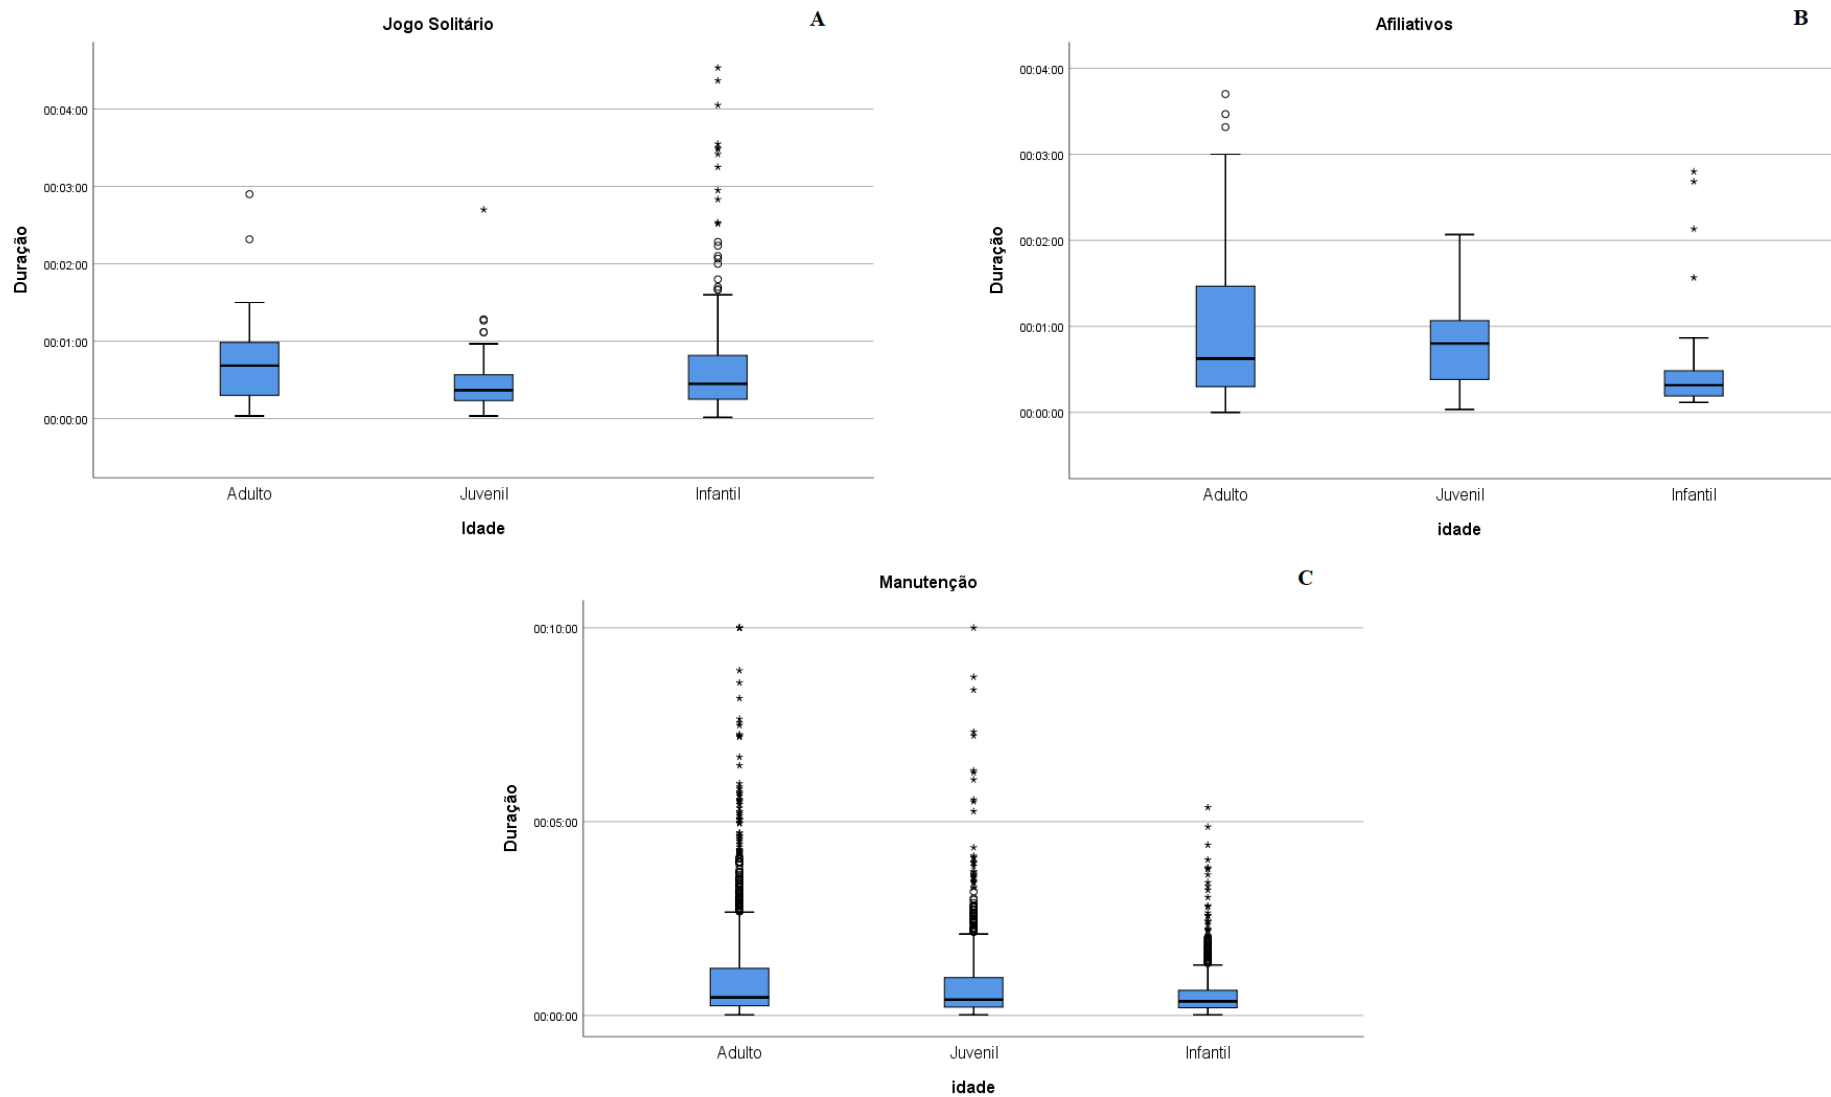 Jogo Solitário
A
Duração
00:04:00
00:03:00
00:02:00
00:01:00
00:00:00
Adulto Juvenil Infantil
Idade
Afiliativos
B
Duração
00:04:00
00:03:00
00:02:00
00:01:00
00:00:00
Adulto Juvenil Infantil
idade
Manutenção
C
Duração
00:10:00
00:05:00
00:00:00
Adulto Juvenil Infantil
idade